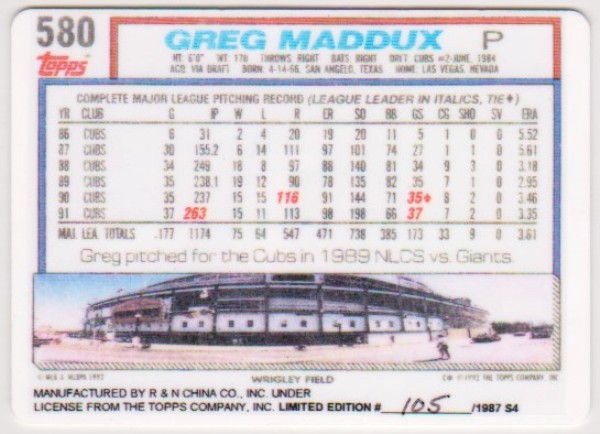 580
GREG MADDUX P
Topps
HT: 6'0" WT: 170 THROWS: RIGHT BATS: RIGHT DRFT: CUBS #2-JUNE, 1984
ACQ: VIA DRAFT BORN: 4-14-66, SAN ANGELO, TEXAS HOME: LAS VEGAS, NEVADA
COMPLETE MAJOR LEAGUE PITCHING RECORD (LEAGUE LEADER IN ITALICS, TIE♦)
YR CLUB G IP W L R ER SO BB GS CG SHO SV ERA
86 CUBS 6 31 2 4 20 19 20 11 5 1 0 0 5.52
87 CUBS 30 155.2 6 14 111 97 101 74 27 1 1 0 5.61
88 CUBS 34 249 18 8 97 88 140 81 34 9 3 0 3.18
89 CUBS 35 238.1 19 12 90 78 135 82 35 7 1 0 2.95
90 CUBS 35 237 15 15 116 91 144 71 35♦ 8 2 0 3.46
91 CUBS 37 263 15 11 113 98 198 66 37 7 2 0 3.35
MAJ. LEA. TOTALS 177 1174 75 64 547 471 738 385 173 33 9 0 3.61
Greg pitched for the Cubs in 1989 NLCS vs. Giants.
WRIGLEY FIELD
© 1992 THE TOPPS COMPANY, INC.
MANUFACTURED BY R & N CHINA CO., INC. UNDER
LICENSE FROM THE TOPPS COMPANY, INC. LIMITED EDITION # 105 /1987 S4